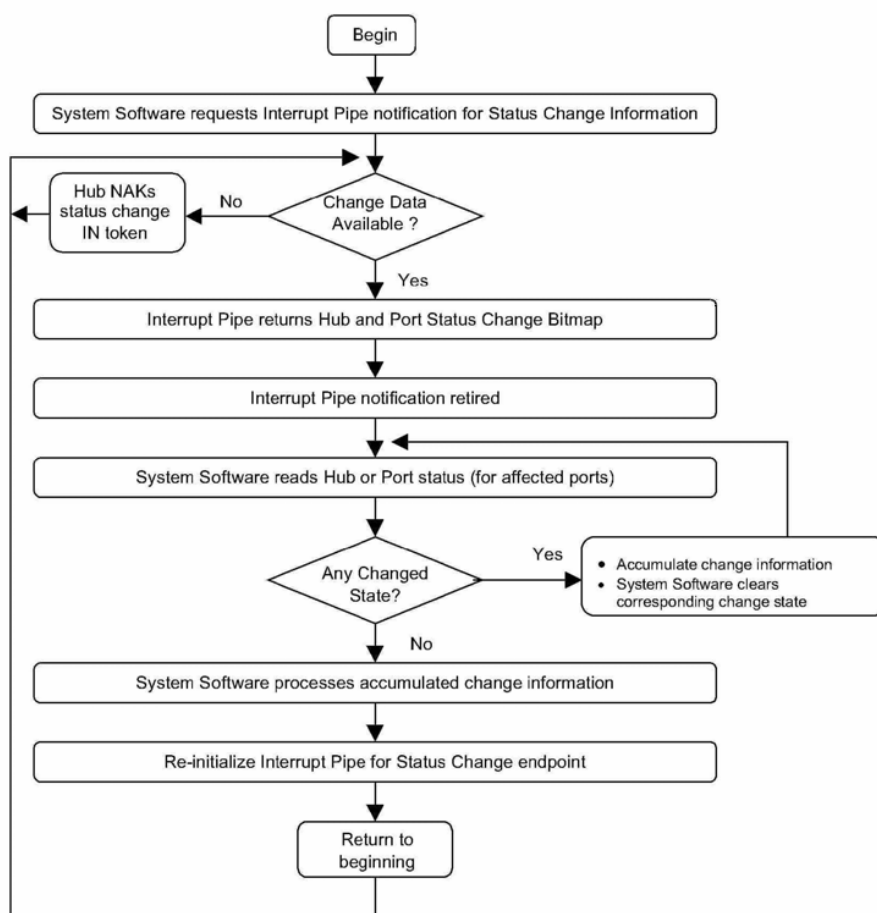 Begin
System Software requests Interrupt Pipe notification for Status Change Information
Hub NAKs
status change
IN token
No
Change Data
Available ?
Yes
Interrupt Pipe returns Hub and Port Status Change Bitmap
Interrupt Pipe notification retired
System Software reads Hub or Port status (for affected ports)
Any Changed
State?
Yes
• Accumulate change information
• System Software clears
corresponding change state
No
System Software processes accumulated change information
Re-initialize Interrupt Pipe for Status Change endpoint
Return to
beginning